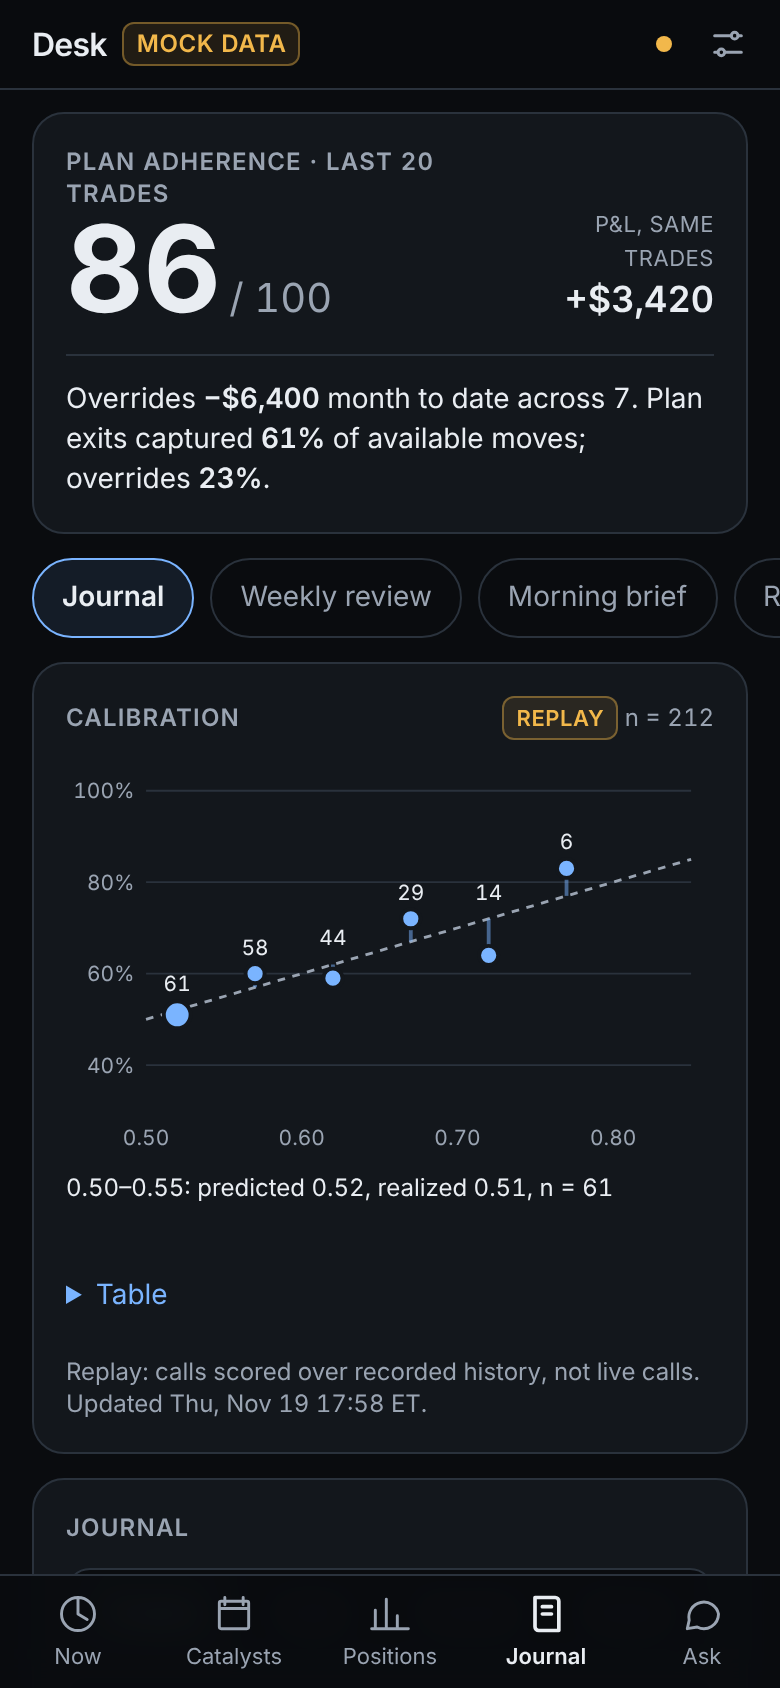 Desk MOCK DATA
PLAN ADHERENCE · LAST 20
TRADES
86 / 100
P&L, SAME
TRADES
+$3,420
Overrides −$6,400 month to date across 7. Plan
exits captured 61% of available moves;
overrides 23%.
Journal Weekly review Morning brief R
CALIBRATION REPLAY n = 212
100%
80%
60%
40%
61
58
44
29
14
6
0.50 0.60 0.70 0.80
0.50–0.55: predicted 0.52, realized 0.51, n = 61
Table
Replay: calls scored over recorded history, not live calls.
Updated Thu, Nov 19 17:58 ET.
JOURNAL
Now Catalysts Positions Journal Ask